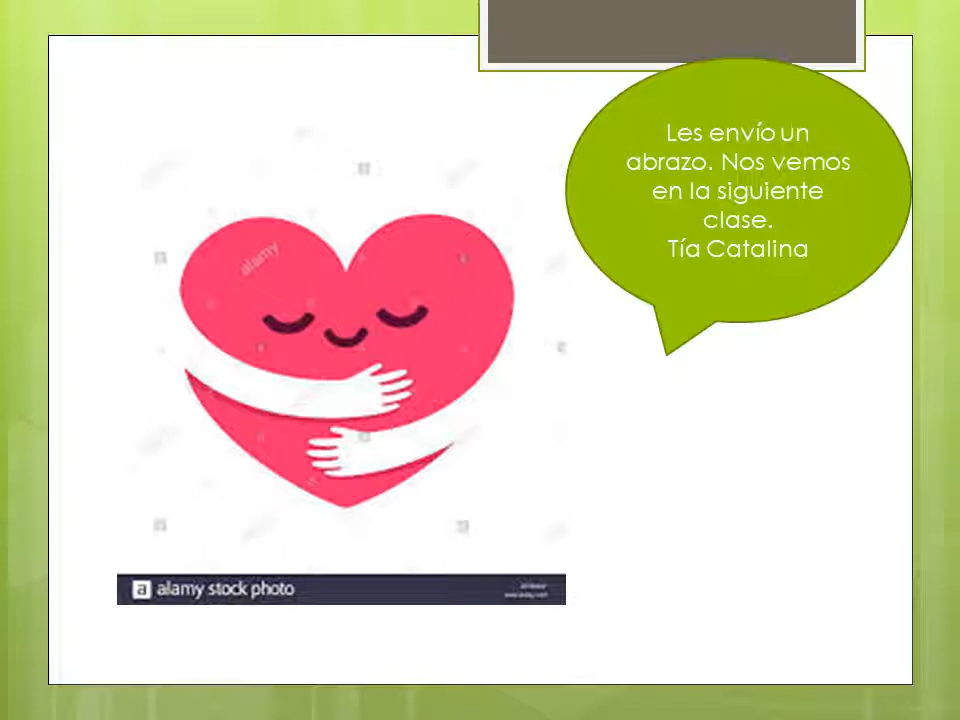 Les envío un
abrazo. Nos vemos
en la siguiente
clase.
Tía Catalina
alamy
a alamy stock photo